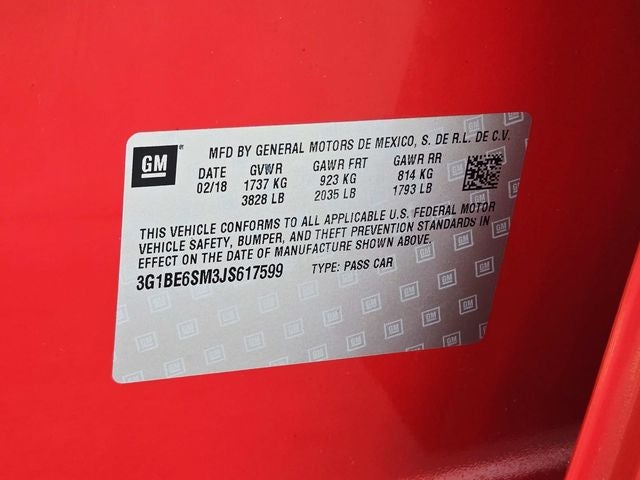 GM
MFD BY GENERAL MOTORS DE MEXICO, S. DE R.L. DE C.V.
DATE GVWR GAWR FRT GAWR RR
02/18 1737 KG 923 KG 814 KG
3828 LB 2035 LB 1793 LB
THIS VEHICLE CONFORMS TO ALL APPLICABLE U.S. FEDERAL MOTOR
VEHICLE SAFETY, BUMPER, AND THEFT PREVENTION STANDARDS IN
EFFECT ON THE DATE OF MANUFACTURE SHOWN ABOVE.
3G1BE6SM3JS617599 TYPE: PASS CAR